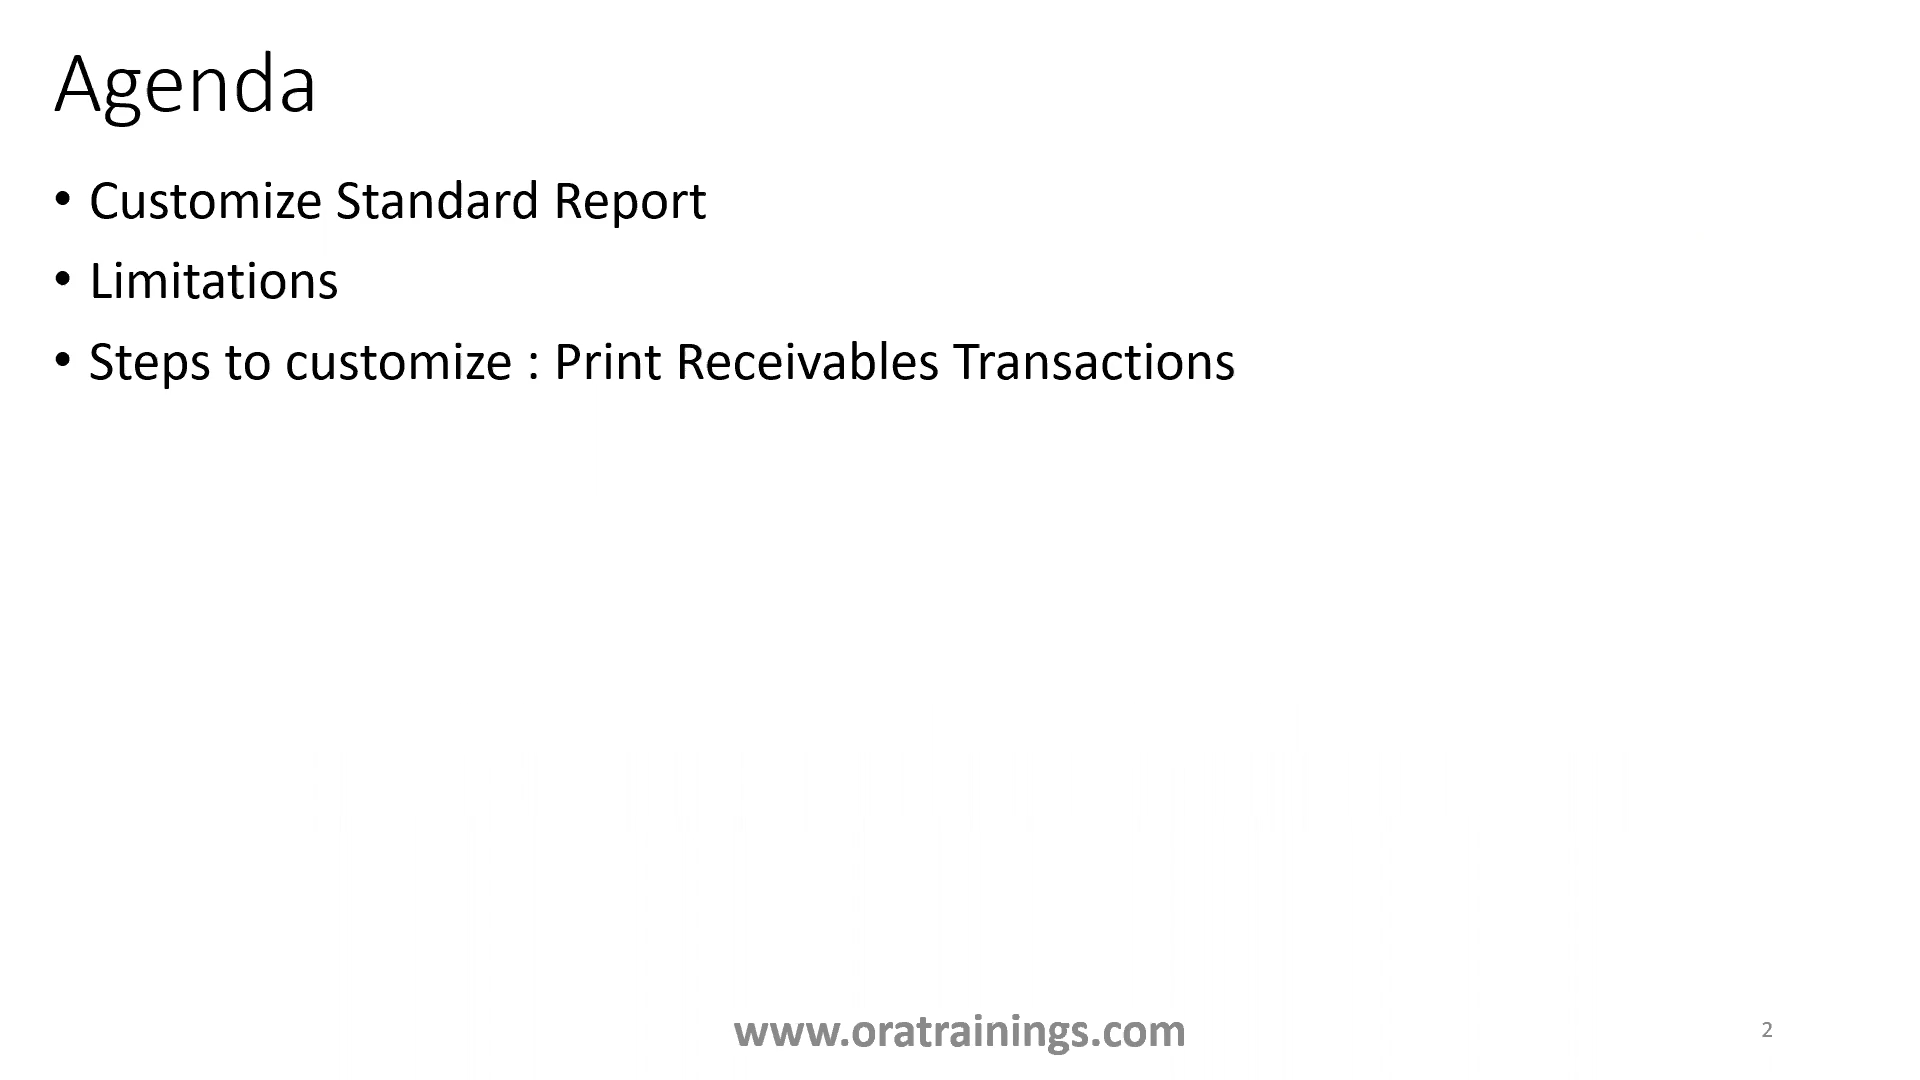 Agenda
• Customize Standard Report
• Limitations
• Steps to customize : Print Receivables Transactions
www.oratrainings.com
2